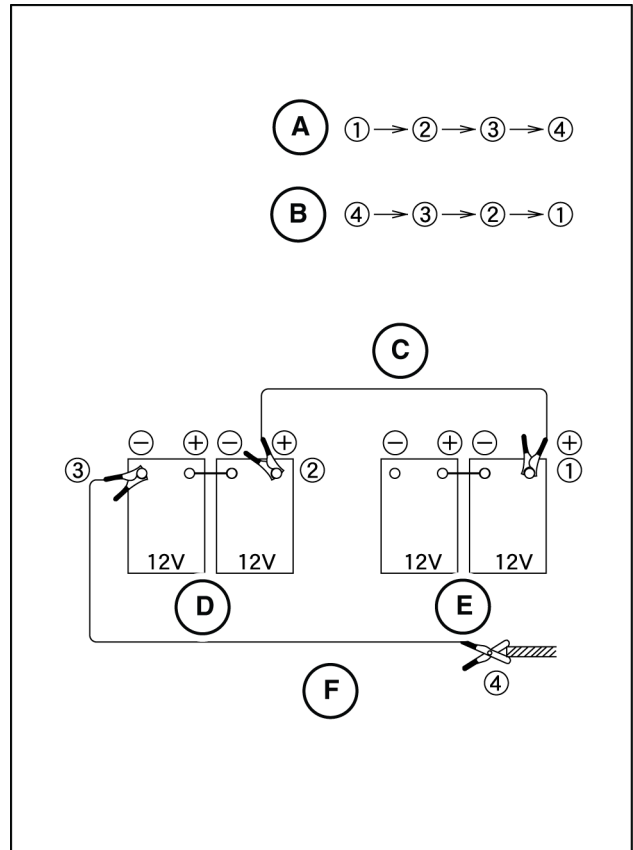 A ① → ② → ③ → ④
B ④ → ③ → ② → ①
C
⊖ ⊕ ⊖ ⊕ ⊖ ⊕ ⊖ ⊕
③ ② ①
12V 12V 12V 12V
D E
F ④